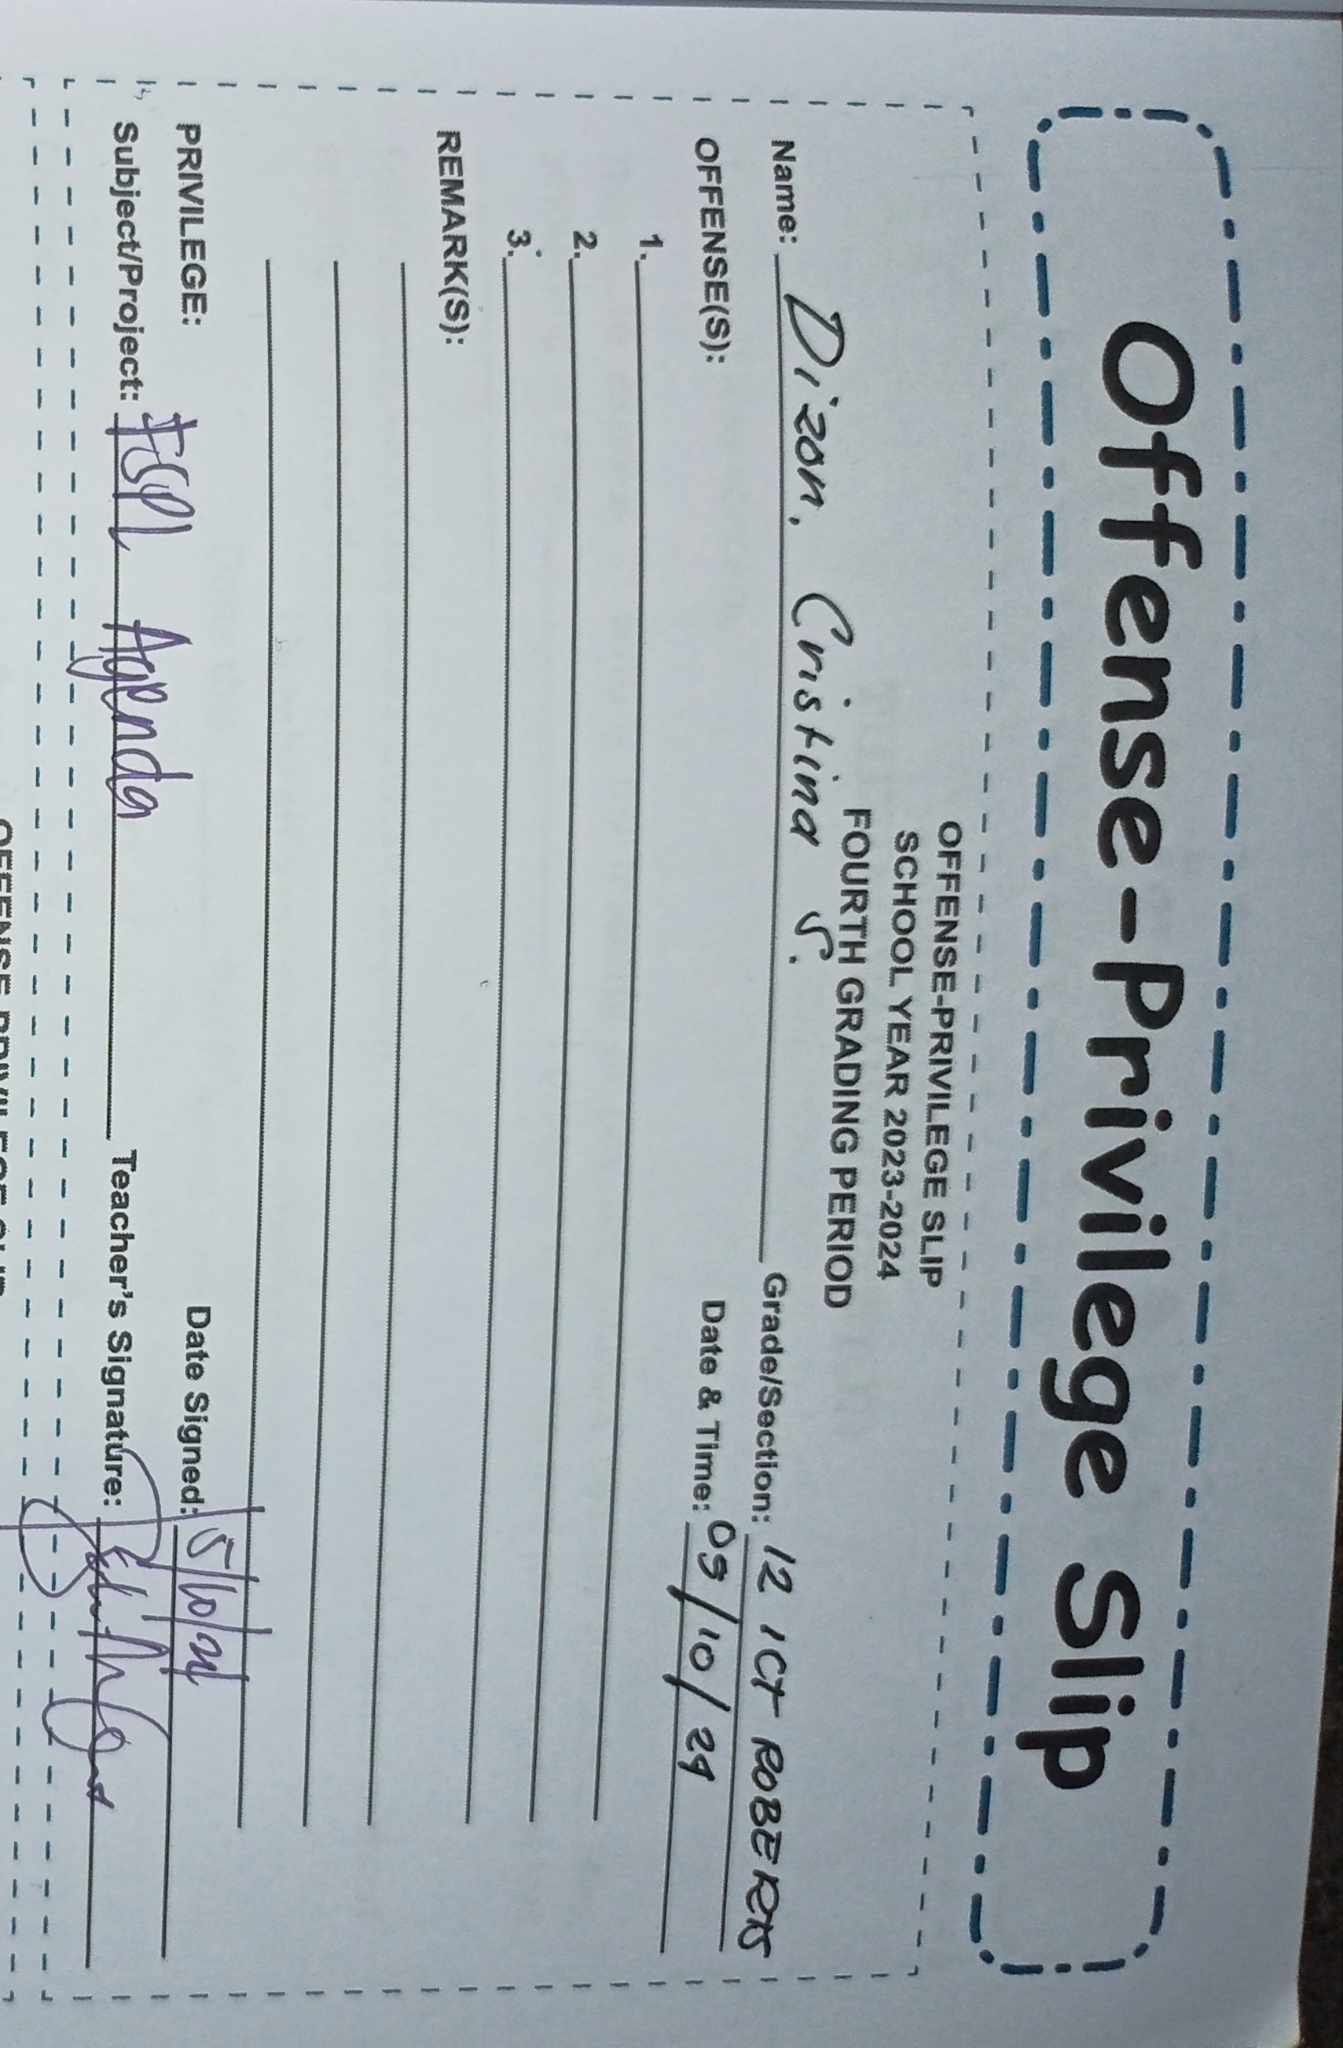 Offense-Privilege Slip
OFFENSE-PRIVILEGE SLIP
SCHOOL YEAR 2023-2024
FOURTH GRADING PERIOD
Name: Dizon, Cristina S. Grade/Section: 12 ICT ROBERTS
OFFENSE(S): Date & Time: 05/10/24
1.
2.
3.
REMARK(S):
PRIVILEGE: Date Signed: 5/10/24
Subject/Project: FSPL Agenda Teacher's Signature:
OFFENSE-PRIVILEGE SLIP